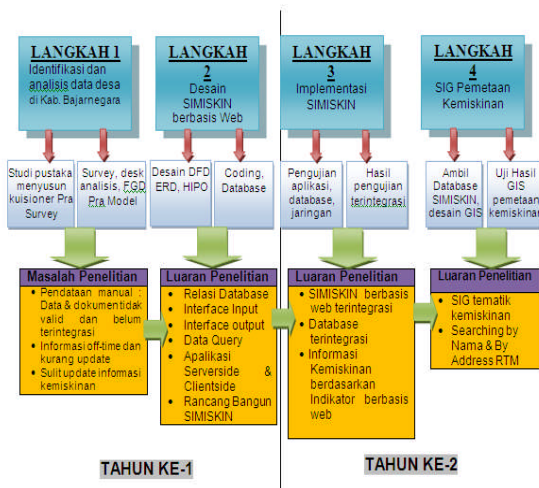 LANGKAH 1
Identifikasi dan
analisis data desa
di Kab. Bajarnegara
LANGKAH
2
Desain
SIMISKIN
berbasis Web
LANGKAH
3
Implementasi
SIMISKIN
LANGKAH
4
SIG Pemetaan
Kemiskinan
Studi pustaka
menyusun
kuisioner Pra
Survey
Survey, desk
analisis, FGD
Pra Model
Desain DFD
ERD, HIPO
Coding,
Database
Pengujian
aplikasi,
database,
jaringan
Hasil
pengujian
terintegrasi
Ambil
Database
SIMISKIN,
desain GIS
Uji Hasil
GIS
pemetaan
kemiskinan
Masalah Penelitian
• Pendataan manual :
Data & dokumen tidak
valid dan belum
terintegrasi
• Informasi off-time dan
kurang update
• Sulit update informasi
kemiskinan
Luaran Penelitian
• Relasi Database
• Interface Input
• Interface output
• Data Query
• Apalikasi
Serverside &
Clientside
• Rancang Bangun
SIMISKIN
Luaran Penelitian
• SIMISKIN berbasis
web terintegrasi
• Database
terintegrasi
• Informasi
Kemiskinan
berdasarkan
Indikator berbasis
web
Luaran Penelitian
• SIG tematik
kemiskinan
• Searching by
Nama & By
Address RTM
TAHUN KE-1
TAHUN KE-2